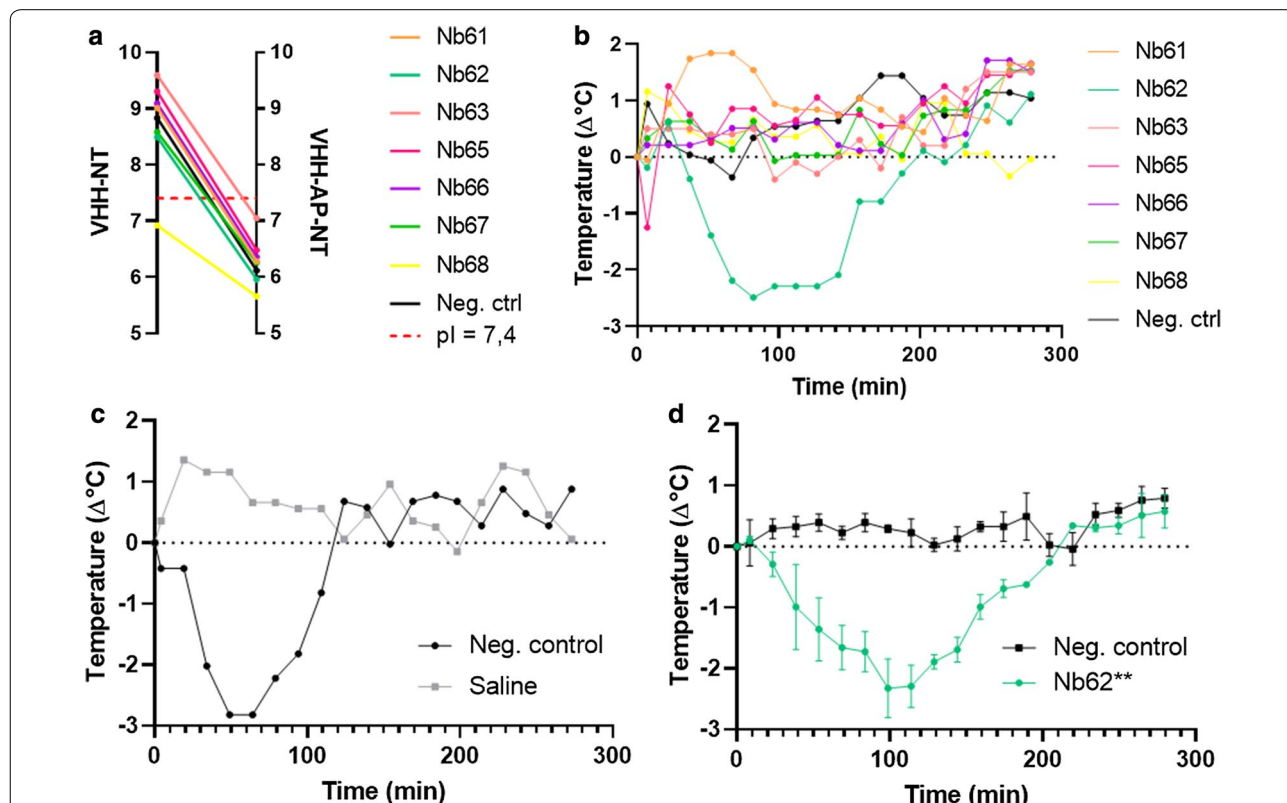 a
VHH-NT
10
9
8
7
6
5
10
9
8
7
6
5
VHH-AP-NT
Nb61
Nb62
Nb63
Nb65
Nb66
Nb67
Nb68
Neg. ctrl
pI = 7,4
b
Temperature (Δ°C)
2
1
0
-1
-2
-3
0
100
200
300
Time (min)
Nb61
Nb62
Nb63
Nb65
Nb66
Nb67
Nb68
Neg. ctrl
c
Temperature (Δ°C)
2
1
0
-1
-2
-3
0
100
200
300
Time (min)
Neg. control
Saline
d
Temperature (Δ°C)
2
1
0
-1
-2
-3
0
100
200
300
Time (min)
Neg. control
Nb62**